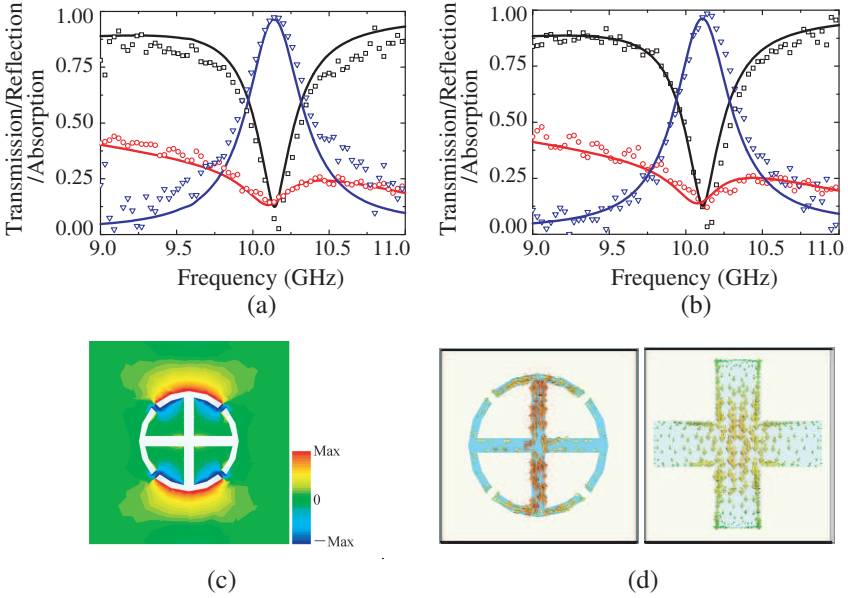 Transmission/Reflection
/Absorption
1.00
0.75
0.50
0.25
0.00
9.0
9.5
10.0
10.5
11.0
Frequency (GHz)
(a)
Transmission/Reflection
/Absorption
1.00
0.75
0.50
0.25
0.00
9.0
9.5
10.0
10.5
11.0
Frequency (GHz)
(b)
Max
0
—Max
(c)
(d)